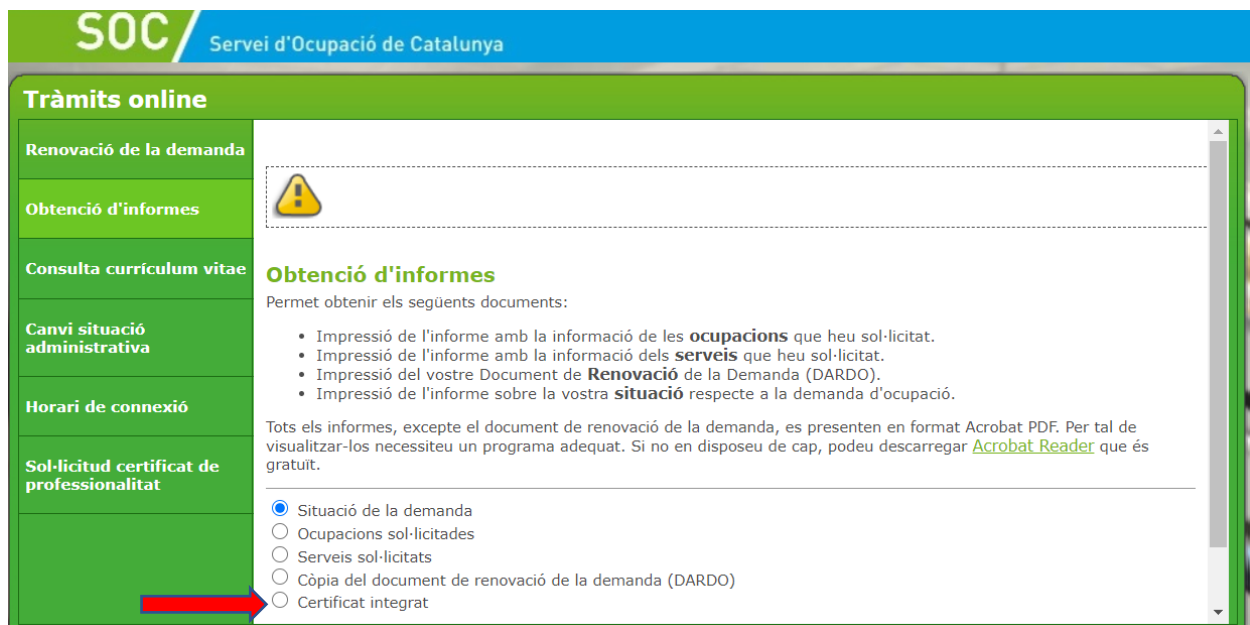 SOC/ Servei d'Ocupació de Catalunya
Tràmits online
Renovació de la demanda
Obtenció d'informes
Consulta currículum vitae
Canvi situació
administrativa
Horari de connexió
Sol·licitud certificat de
professionalitat
Obtenció d'informes
Permet obtenir els següents documents:
• Impressió de l'informe amb la informació de les ocupacions que heu sol·licitat.
• Impressió de l'informe amb la informació dels serveis que heu sol·licitat.
• Impressió del vostre Document de Renovació de la Demanda (DARDO).
• Impressió de l'informe sobre la vostra situació respecte a la demanda d'ocupació.
Tots els informes, excepte el document de renovació de la demanda, es presenten en format Acrobat PDF. Per tal de
visualitzar-los necessiteu un programa adequat. Si no en disposeu de cap, podeu descarregar Acrobat Reader que és
gratuït.
Situació de la demanda
Ocupacions sol·licitades
Serveis sol·licitats
Còpia del document de renovació de la demanda (DARDO)
Certificat integrat